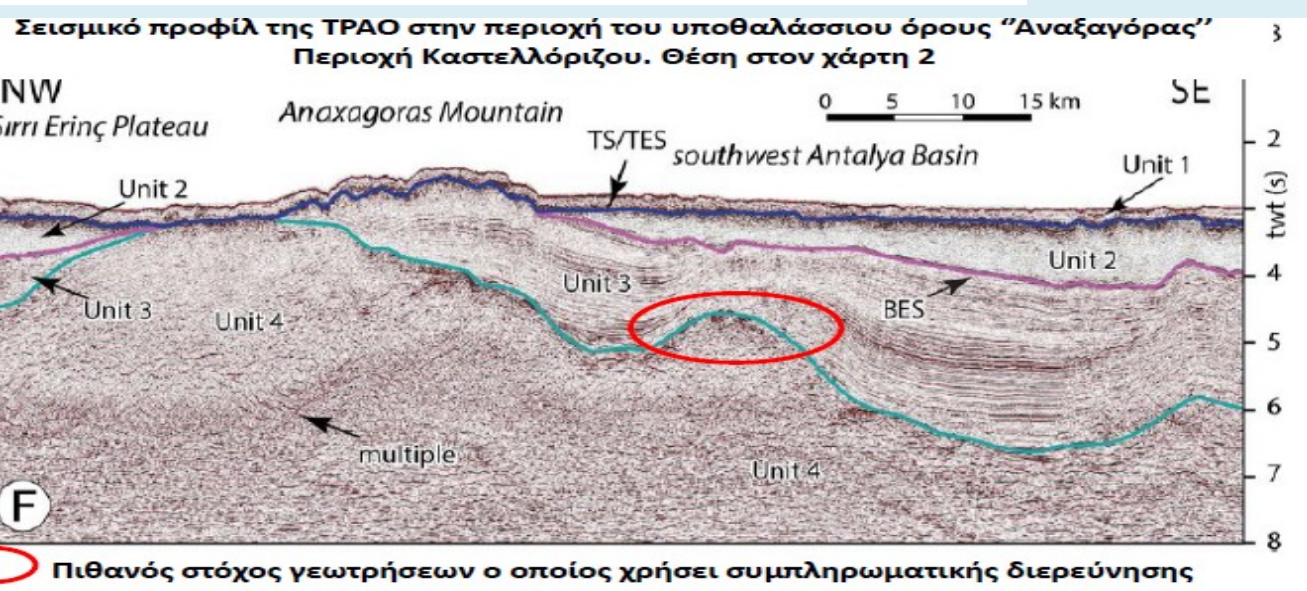 Σεισμικό προφίλ της ΤΡΑΟ στην περιοχή του υποθαλάσσιου όρους ‘‘Αναξαγόρας’’
Περιοχή Καστελλόριζου. Θέση στον χάρτη 2
NW
SE
Sırrı Erinç Plateau
Anaxagoras Mountain
0 5 10 15 km
TS/TES
southwest Antalya Basin
Unit 1
2
Unit 2
twt (s)
4
Unit 2
Unit 3
Unit 3
BES
Unit 4
5
6
multiple
Unit 4
7
F
8
Πιθανός στόχος γεωτρήσεων ο οποίος χρήσει συμπληρωματικής διερεύνησης